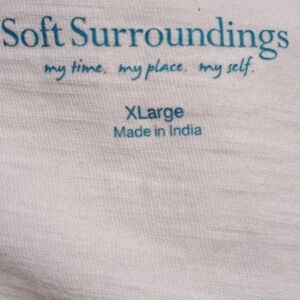 Soft Surroundings
my time. my place. my self.
XLarge
Made in India